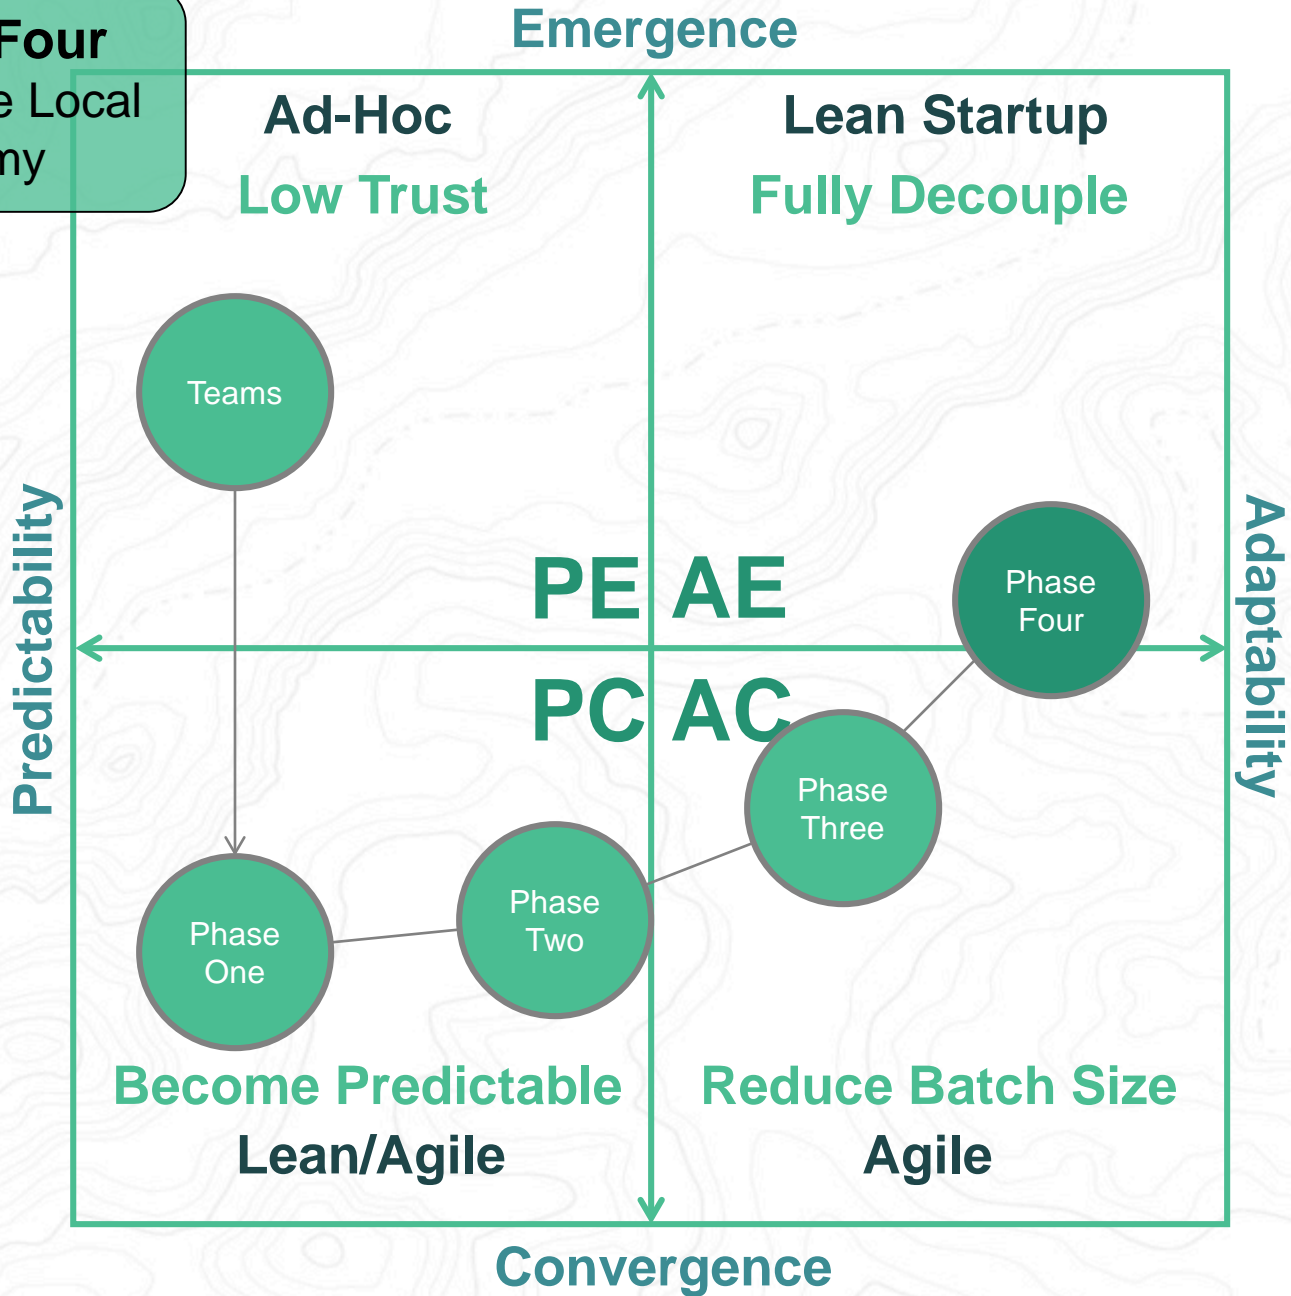 Four
e Local
my
Emergence
Ad-Hoc
Low Trust
Lean Startup
Fully Decouple
Teams
Predictability
Adaptability
PE AE
PC AC
Phase
Four
Phase
Three
Phase
Two
Phase
One
Become Predictable
Lean/Agile
Reduce Batch Size
Agile
Convergence